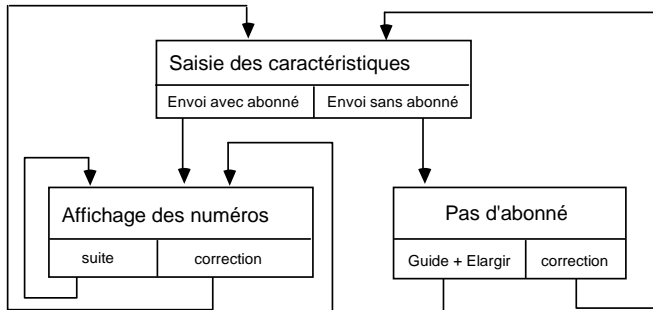 Saisie des caractéristiques
Envoi avec abonné
Envoi sans abonné
Affichage des numéros
suite
correction
Pas d'abonné
Guide + Elargir
correction